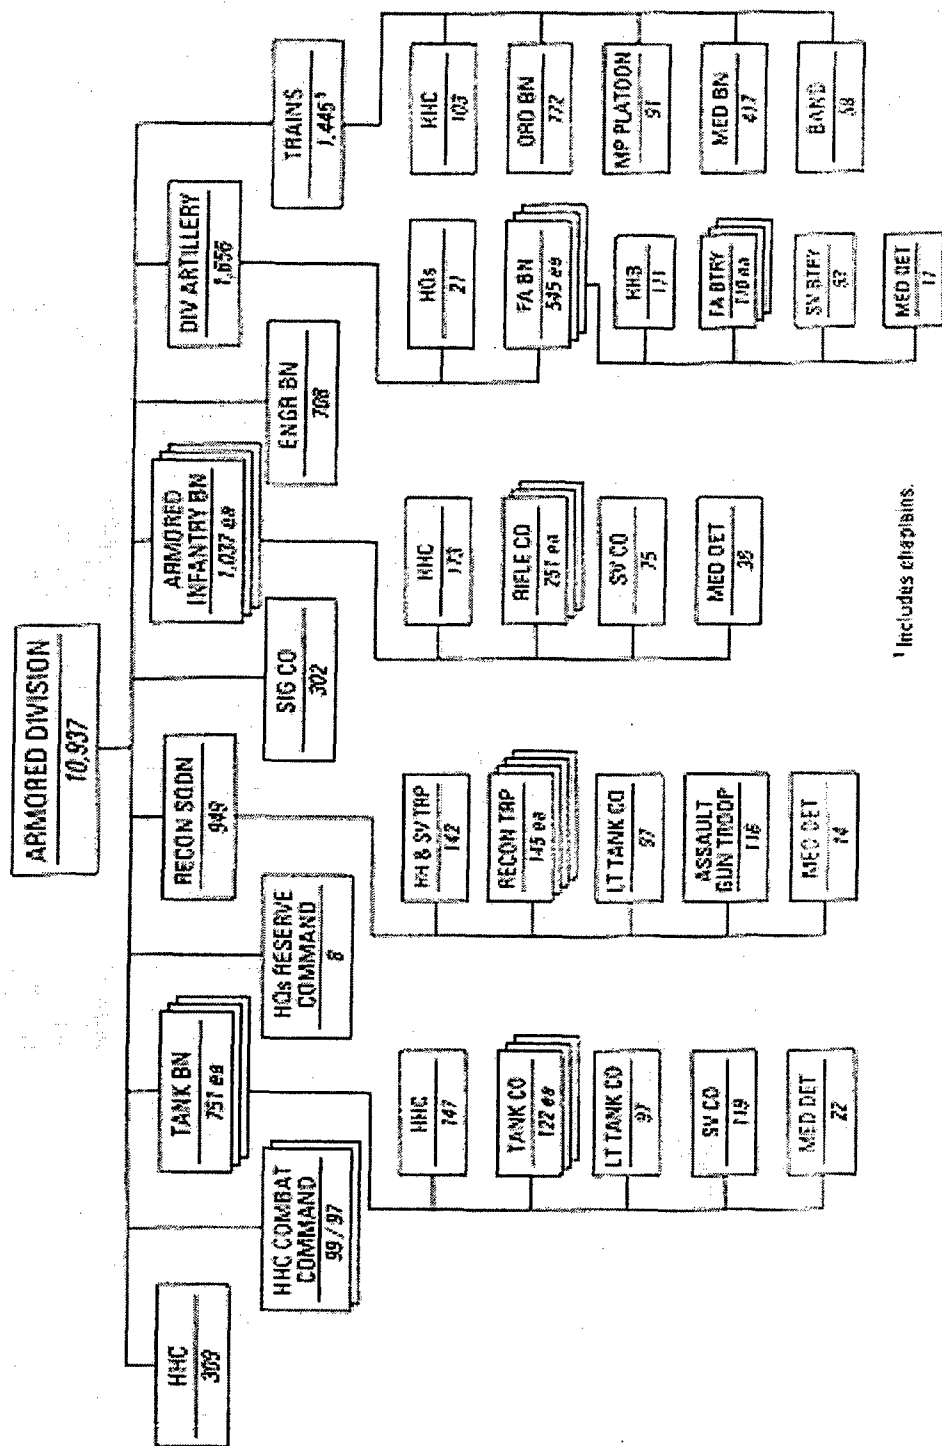 ARMORED DIVISION
10,937
HHC
309
TANK BN
751 ea
RECON SQDN
949
ARMORED
INFANTRY BN
1,037 ea
DIV ARTILLERY
1,656
HHC COMBAT
COMMAND
99 / 97
HQs RESERVE
COMMAND
8
SIG CO
302
ENGR BN
708
TRAINS
1,445¹
HHC
147
TANK CO
122 ea
LT TANK CO
97
SV CO
119
MED DET
22
HH & SV TRP
142
RECON TRP
145 ea
LT TANK CO
97
ASSAULT
GUN TROOP
116
MED DET
14
HHC
173
RIFLE CO
251 ea
SV CO
75
MED DET
36
HQs
21
FA BN
545 ea
HHB
FA BTRY
110 ea
SV BTRY
MED DET
17
HHC
103
ORD BN
772
MP PLATOON
91
MED BN
417
BAND
58
¹ Includes chaplains.